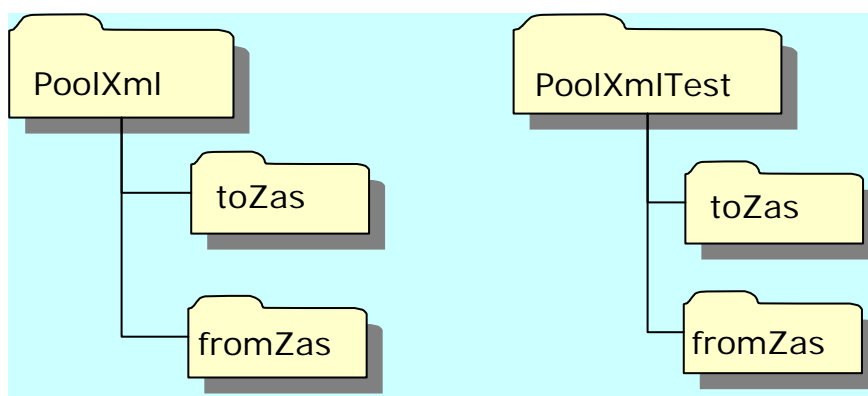 PoolXml
toZas
fromZas
PoolXmlTest
toZas
fromZas